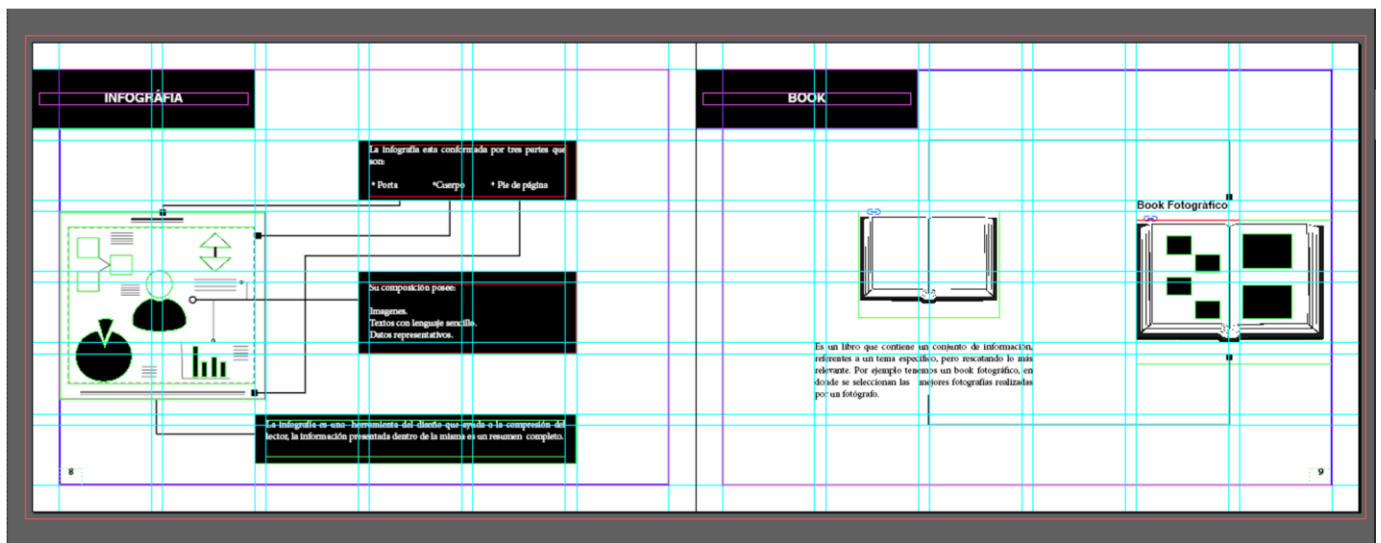 INFOGRÁFIA
La infografía esta conformada por tres partes que
son:
* Porta *Cuerpo * Pie de página
Su composición posee:
Imagenes.
Textos con lenguaje sencillo.
Datos representativos.
La infografía es una herramienta del diseño que ayuda a la compresión del
lector, la información presentada dentro de la misma es un resumen completo.
8
BOOK
Book Fotográfico
Es un libro que contiene un conjunto de información,
referentes a un tema especifico, pero rescatando lo más
relevante. Por ejemplo tenemos un book fotográfico, en
donde se seleccionan las mejores fotografías realizadas
por un fotógrafo.
9